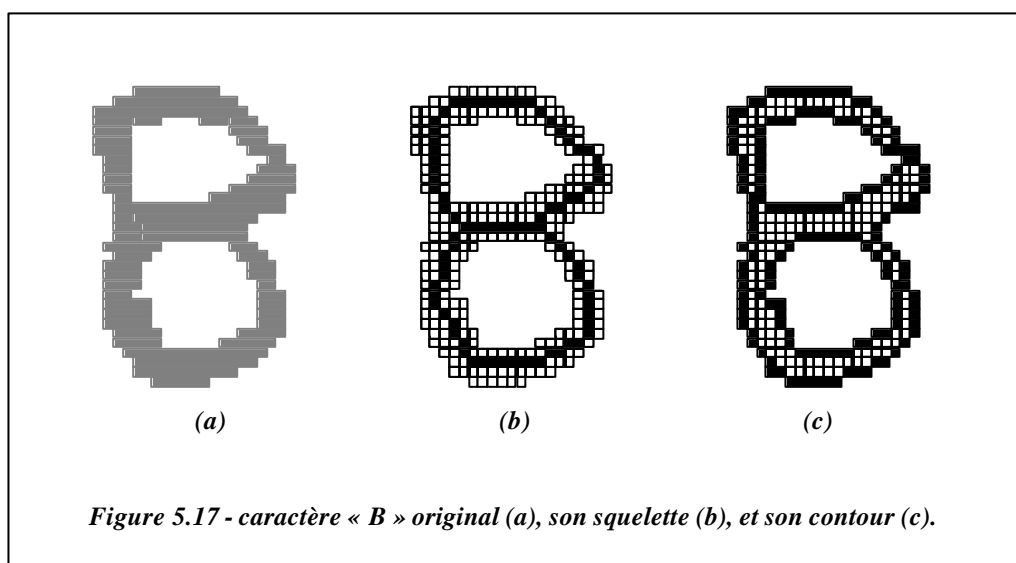 (a) (b) (c)
Figure 5.17 - caractère « B » original (a), son squelette (b), et son contour (c).